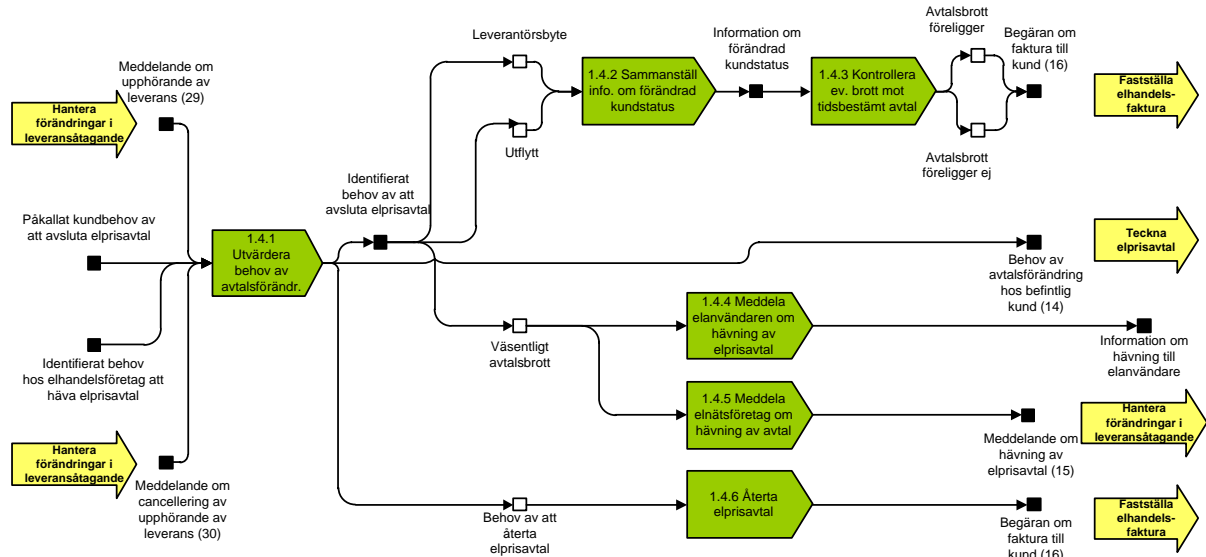 Meddelande om
upphörande av
leverans (29)
Hantera
förändringar i
leveransåtagande
Påkallat kundbehov av
att avsluta elprisavtal
Identifierat behov
hos elhandelsföretag att
häva elprisavtal
Hantera
förändringar i
leveransåtagande
Meddelande om
cancellering av
upphörande av
leverans (30)
1.4.1
Utvärdera
behov av
avtalsförändr.
Identifierat
behov av att
avsluta elprisavtal
Leverantörsbyte
Utflytt
1.4.2 Sammanställ
info. om förändrad
kundstatus
Information om
förändrad
kundstatus
1.4.3 Kontrollera
ev. brott mot
tidsbestämt avtal
Avtalsbrott
föreligger
Avtalsbrott
föreligger ej
Begäran om
faktura till
kund (16)
Fastställa
elhandels-
faktura
Behov av
avtalsförändring
hos befintlig
kund (14)
Teckna
elprisavtal
Väsentligt
avtalsbrott
1.4.4 Meddela
elanvändaren om
hävning av
elprisavtal
Information om
hävning till
elanvändare
1.4.5 Meddela
elnätsföretag om
hävning av avtal
Meddelande om
hävning av
elprisavtal (15)
Hantera
förändringar i
leveransåtagande
Behov av att
återta
elprisavtal
1.4.6 Återta
elprisavtal
Begäran om
faktura till
kund (16)
Fastställa
elhandels-
faktura